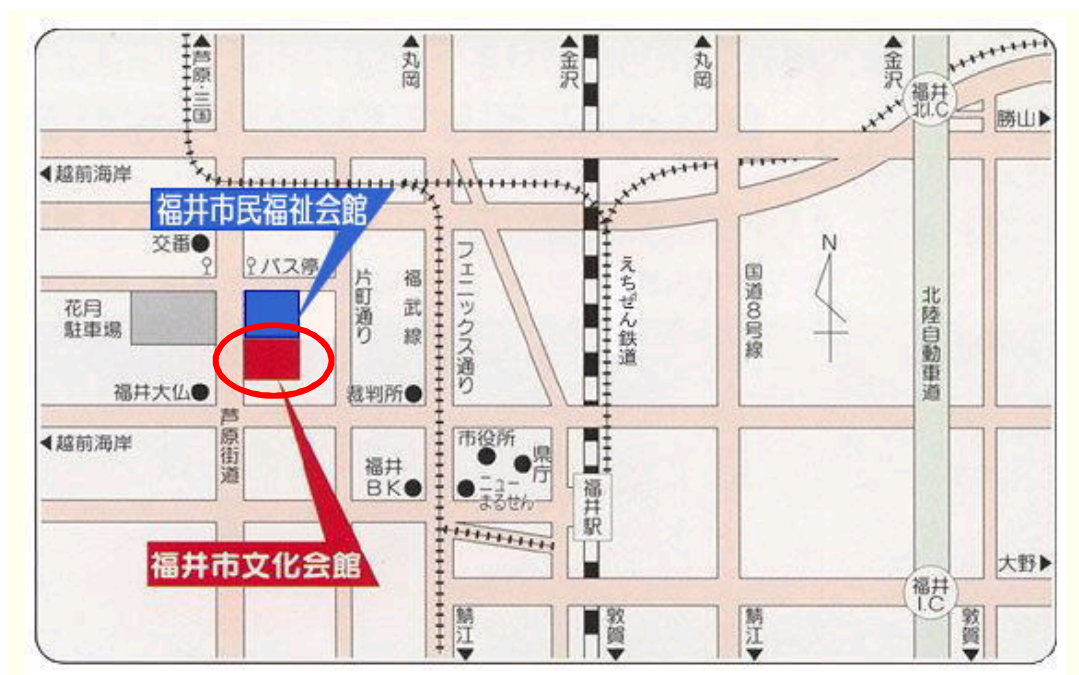 芦原・三国
丸岡
金沢
丸岡
金沢
福井
北I.C
勝山
越前海岸
福井市民福祉会館
交番
バス停
花月
駐車場
片町通り
福武線
フェニックス通り
えちぜん鉄道
N
国道8号線
北陸自動車道
福井大仏
裁判所
越前海岸
芦原街道
市役所
県庁
福井
BK
ニュー
まるせん
福井駅
福井市文化会館
大野
福井
I.C
鯖江
敦賀
鯖江
敦賀